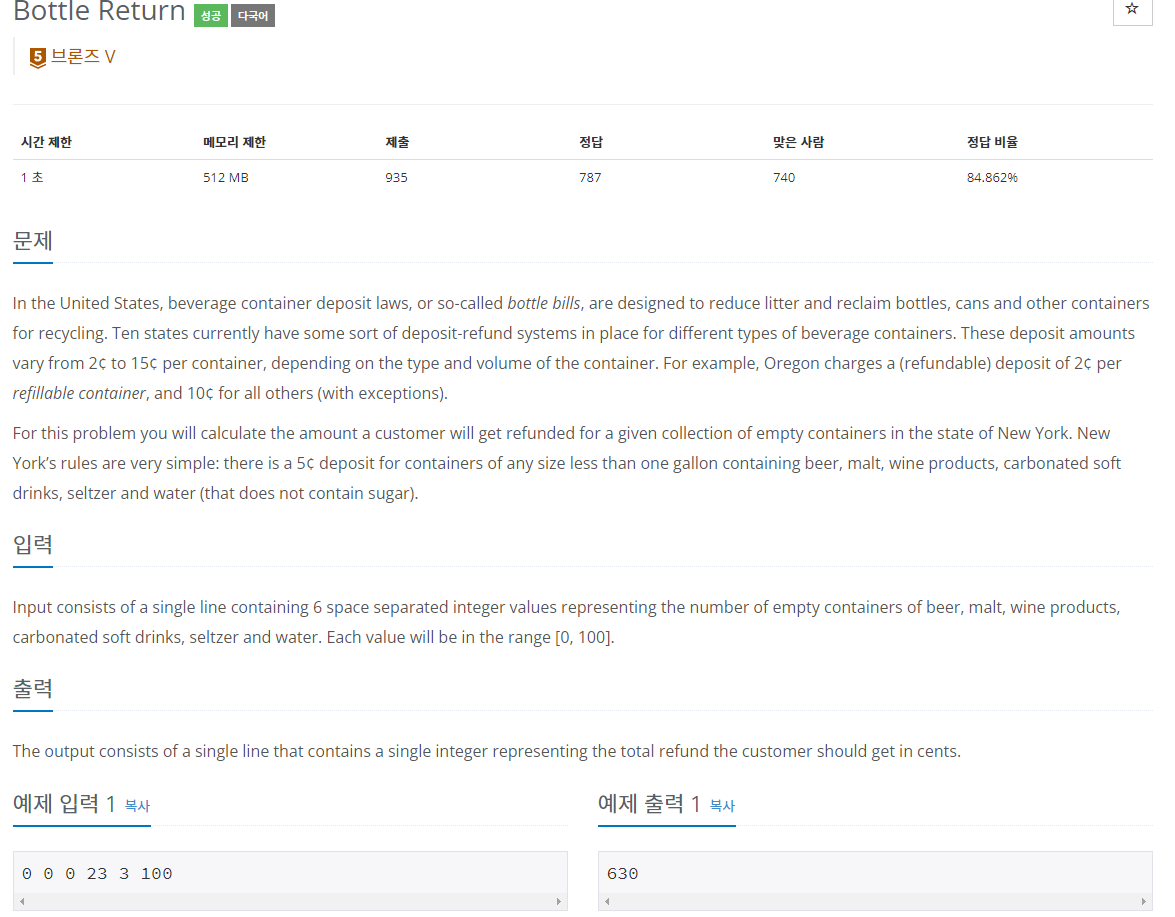 Bottle Return 성공 다국어
5 브론즈 V
시간 제한 메모리 제한 제출 정답 맞은 사람 정답 비율
1 초 512 MB 935 787 740 84.862%
문제
In the United States, beverage container deposit laws, or so-called bottle bills, are designed to reduce litter and reclaim bottles, cans and other containers
for recycling. Ten states currently have some sort of deposit-refund systems in place for different types of beverage containers. These deposit amounts
vary from 2¢ to 15¢ per container, depending on the type and volume of the container. For example, Oregon charges a (refundable) deposit of 2¢ per
refillable container, and 10¢ for all others (with exceptions).
For this problem you will calculate the amount a customer will get refunded for a given collection of empty containers in the state of New York. New
York’s rules are very simple: there is a 5¢ deposit for containers of any size less than one gallon containing beer, malt, wine products, carbonated soft
drinks, seltzer and water (that does not contain sugar).
입력
Input consists of a single line containing 6 space separated integer values representing the number of empty containers of beer, malt, wine products,
carbonated soft drinks, seltzer and water. Each value will be in the range [0, 100].
출력
The output consists of a single line that contains a single integer representing the total refund the customer should get in cents.
예제 입력 1 복사
0 0 0 23 3 100
예제 출력 1 복사
630